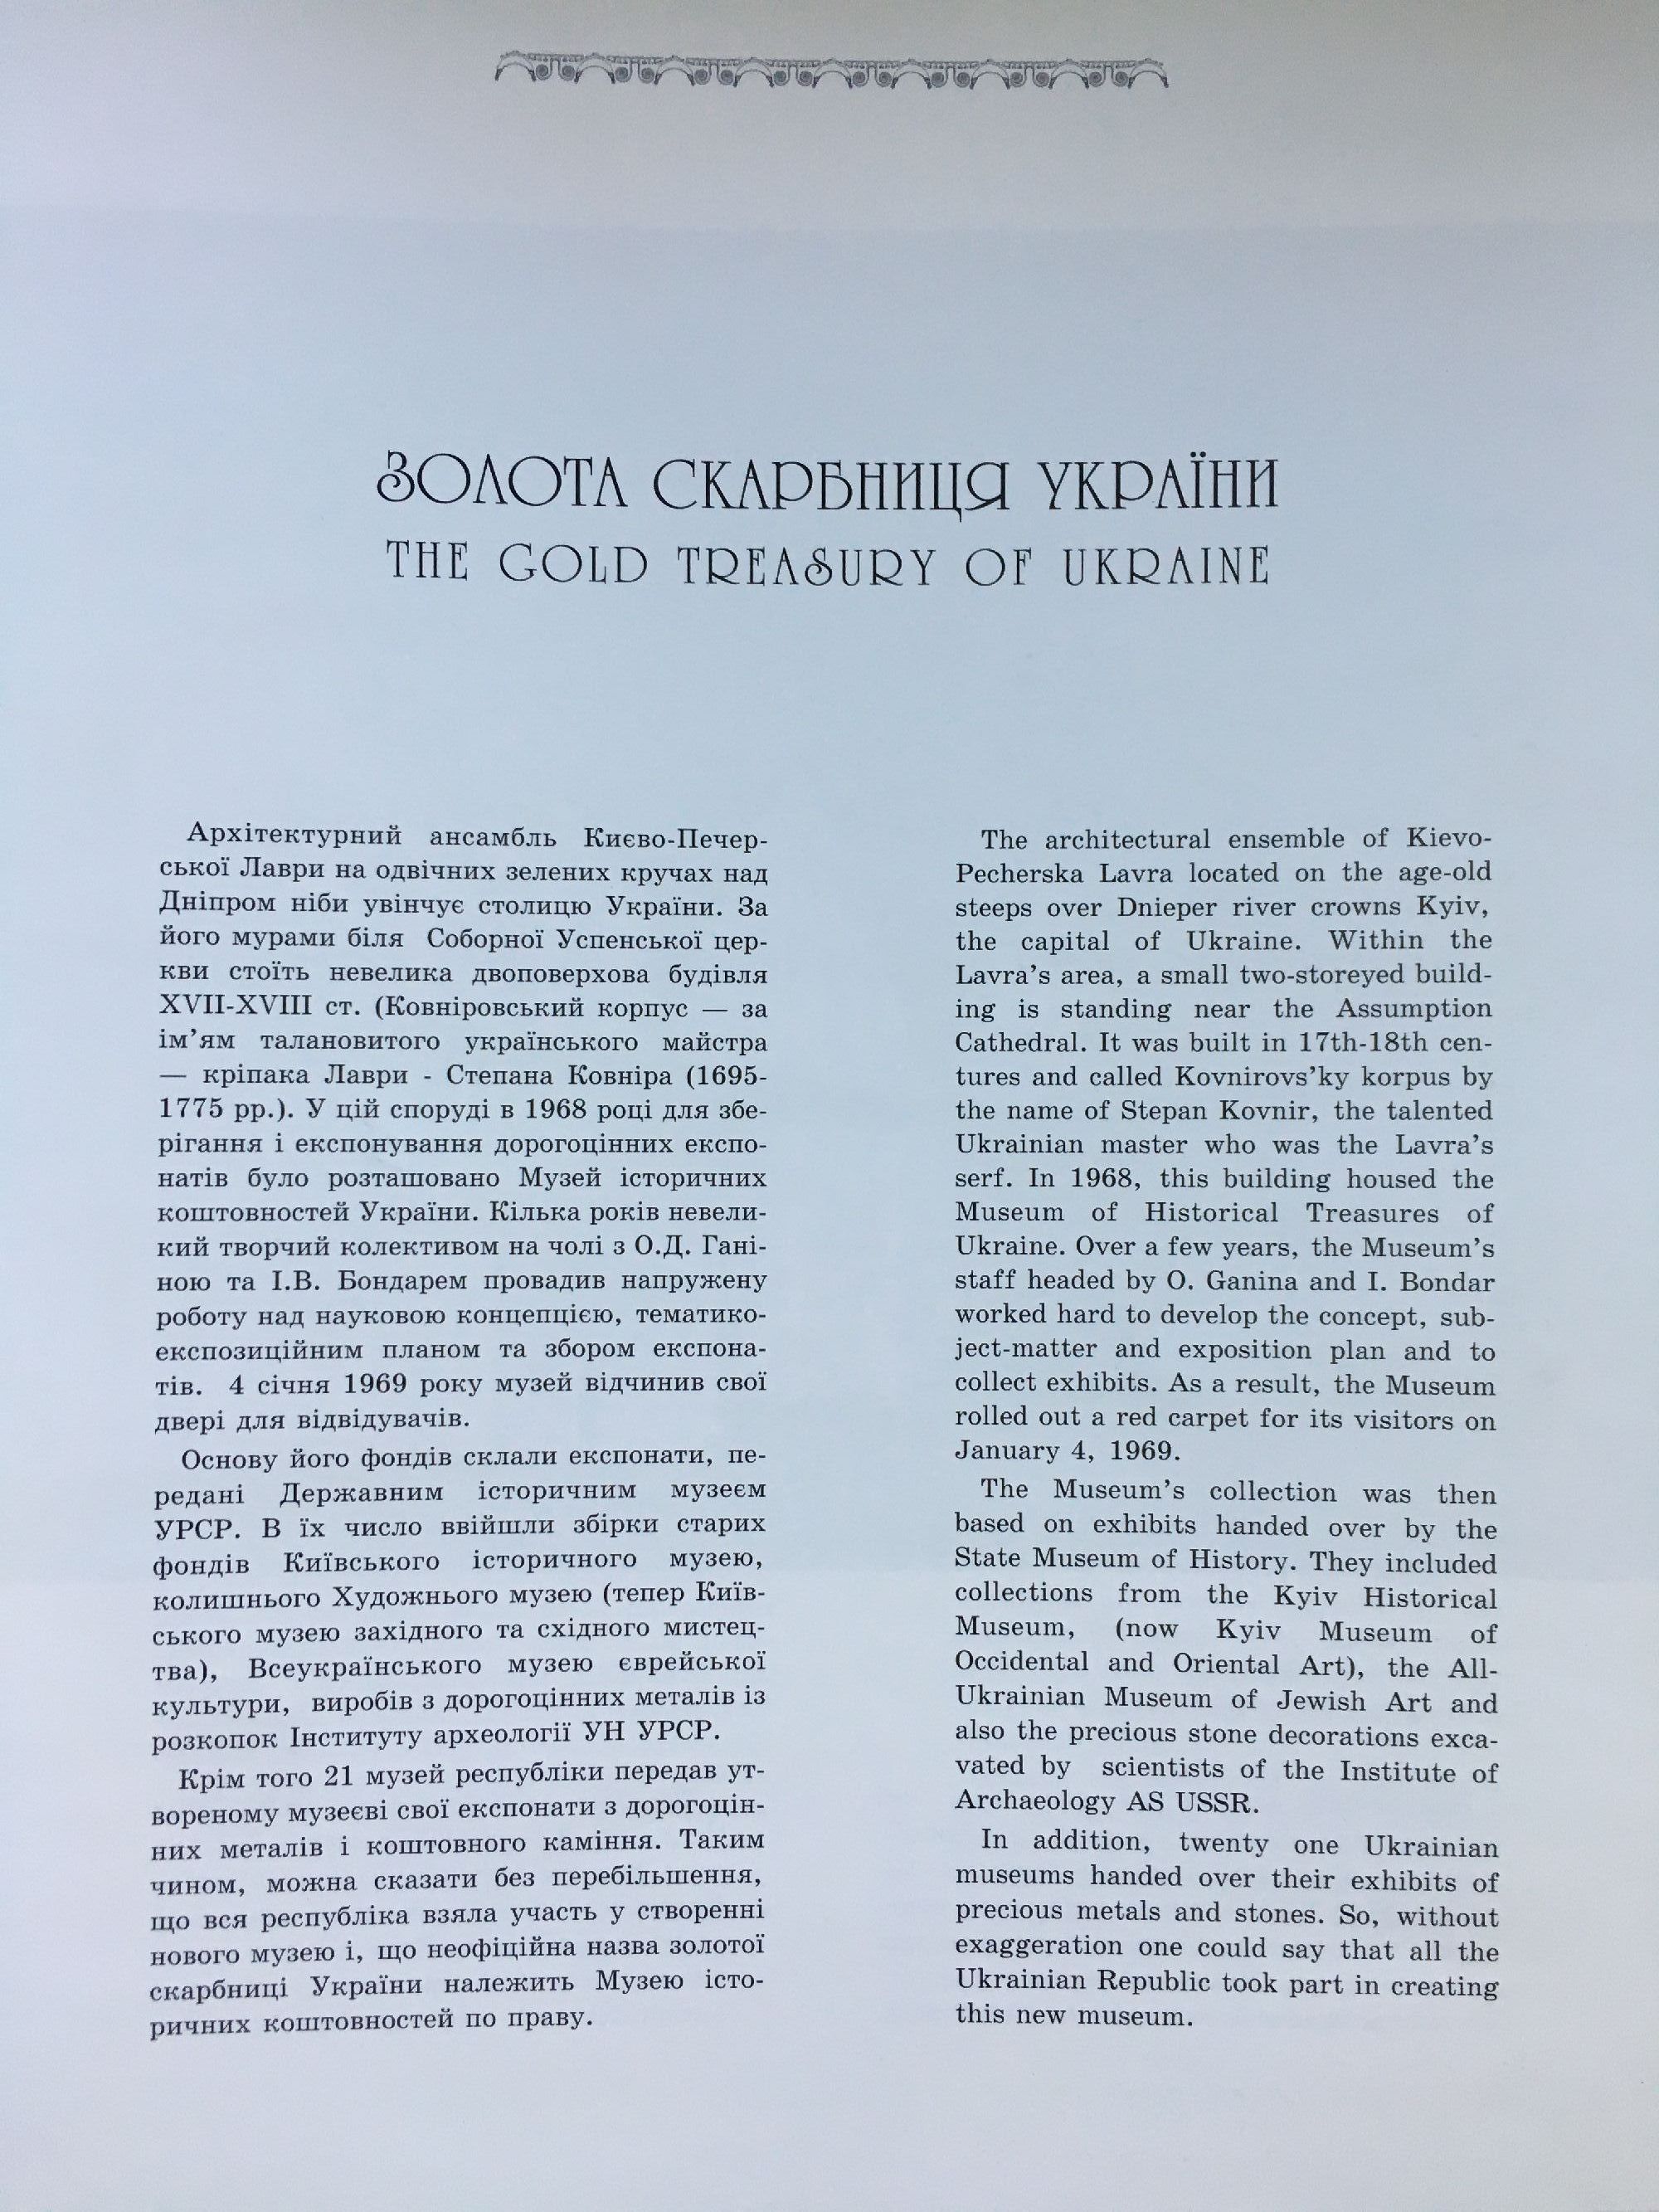 ЗОЛОТА СКАРБНИЦЯ УКРАЇНИ
THE GOLD TREASURY OF UKRAINE
Архітектурний ансамбль Києво-Печер-
ської Лаври на одвічних зелених кручах над
Дніпром ніби увінчує столицю України. За
його мурами біля Соборної Успенської цер-
кви стоїть невелика двоповерхова будівля
XVII-XVIII ст. (Ковніровський корпус — за
ім’ям талановитого українського майстра
— кріпака Лаври - Степана Ковніра (1695-
1775 рр.). У цій споруді в 1968 році для збе-
рігання і експонування дорогоцінних експо-
натів було розташовано Музей історичних
коштовностей України. Кілька років невели-
кий творчий колективом на чолі з О.Д. Гані-
ною та І.В. Бондарем провадив напружену
роботу над науковою концепцією, тематико-
експозиційним планом та збором експона-
тів. 4 січня 1969 року музей відчинив свої
двері для відвідувачів.
Основу його фондів склали експонати, пе-
редані Державним історичним музеєм
УРСР. В їх число ввійшли збірки старих
фондів Київського історичного музею,
колишнього Художнього музею (тепер Київ-
ського музею західного та східного мистец-
тва), Всеукраїнського музею єврейської
культури, виробів з дорогоцінних металів із
розкопок Інституту археології УН УРСР.
Крім того 21 музей республіки передав ут-
вореному музеєві свої експонати з дорогоцін-
них металів і коштовного каміння. Таким
чином, можна сказати без перебільшення,
що вся республіка взяла участь у створенні
нового музею і, що неофіційна назва золотої
скарбниці України належить Музею істо-
ричних коштовностей по праву.
The architectural ensemble of Kievo-
Pecherska Lavra located on the age-old
steeps over Dnieper river crowns Kyiv,
the capital of Ukraine. Within the
Lavra’s area, a small two-storeyed build-
ing is standing near the Assumption
Cathedral. It was built in 17th-18th cen-
tures and called Kovnirovs’ky korpus by
the name of Stepan Kovnir, the talented
Ukrainian master who was the Lavra’s
serf. In 1968, this building housed the
Museum of Historical Treasures of
Ukraine. Over a few years, the Museum’s
staff headed by O. Ganina and I. Bondar
worked hard to develop the concept, sub-
ject-matter and exposition plan and to
collect exhibits. As a result, the Museum
rolled out a red carpet for its visitors on
January 4, 1969.
The Museum’s collection was then
based on exhibits handed over by the
State Museum of History. They included
collections from the Kyiv Historical
Museum, (now Kyiv Museum of
Occidental and Oriental Art), the All-
Ukrainian Museum of Jewish Art and
also the precious stone decorations exca-
vated by scientists of the Institute of
Archaeology AS USSR.
In addition, twenty one Ukrainian
museums handed over their exhibits of
precious metals and stones. So, without
exaggeration one could say that all the
Ukrainian Republic took part in creating
this new museum.